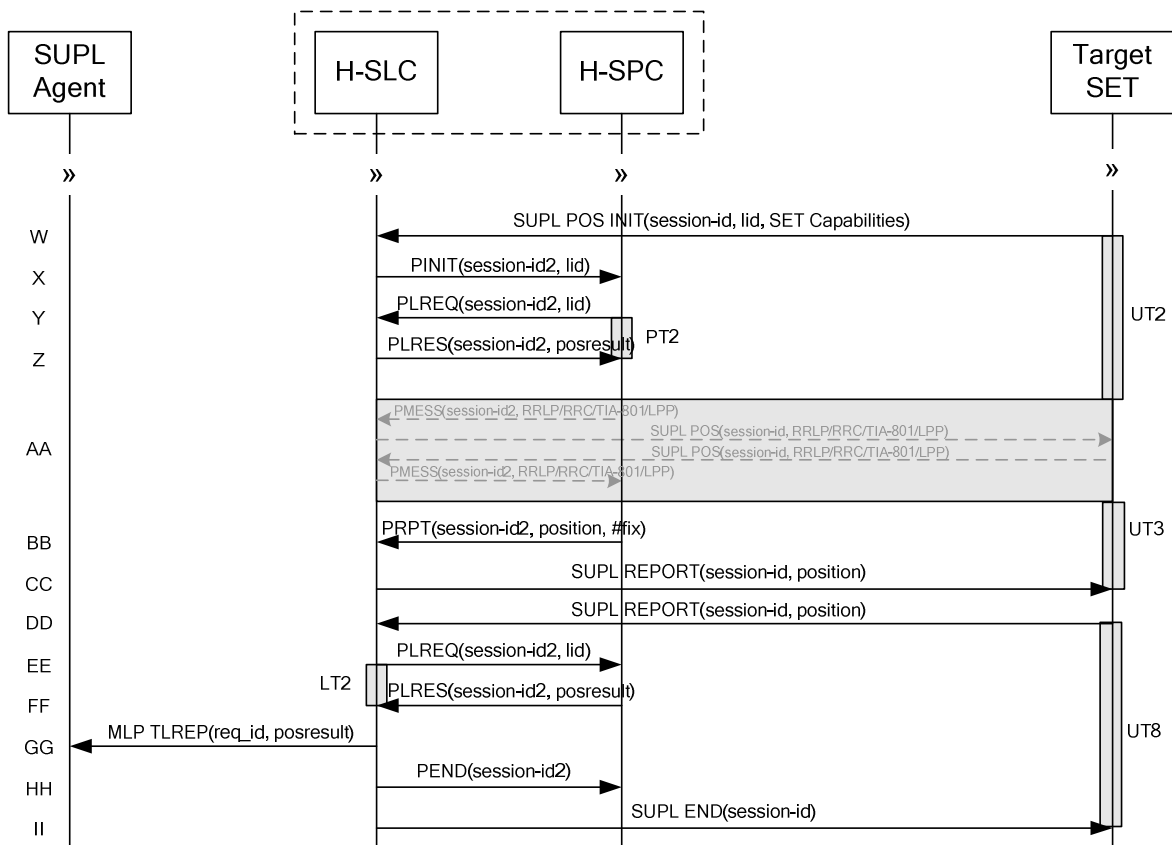 SUPL
Agent
H-SLC
H-SPC
Target
SET
»
»
»
»
W
SUPL POS INIT(session-id, lid, SET Capabilities)
X
PINIT(session-id2, lid)
Y
PLREQ(session-id2, lid)
UT2
PT2
Z
PLRES(session-id2, posresult)
AA
PMESS(session-id2, RRLP/RRC/TIA-801/LPP)
SUPL POS(session-id, RRLP/RRC/TIA-801/LPP)
SUPL POS(session-id, RRLP/RRC/TIA-801/LPP)
PMESS(session-id2, RRLP/RRC/TIA-801/LPP)
BB
PRPT(session-id2, position, #fix)
UT3
CC
SUPL REPORT(session-id, position)
DD
SUPL REPORT(session-id, position)
EE
PLREQ(session-id2, lid)
LT2
FF
PLRES(session-id2, posresult)
UT8
GG
MLP TLREP(req_id, posresult)
HH
PEND(session-id2)
II
SUPL END(session-id)